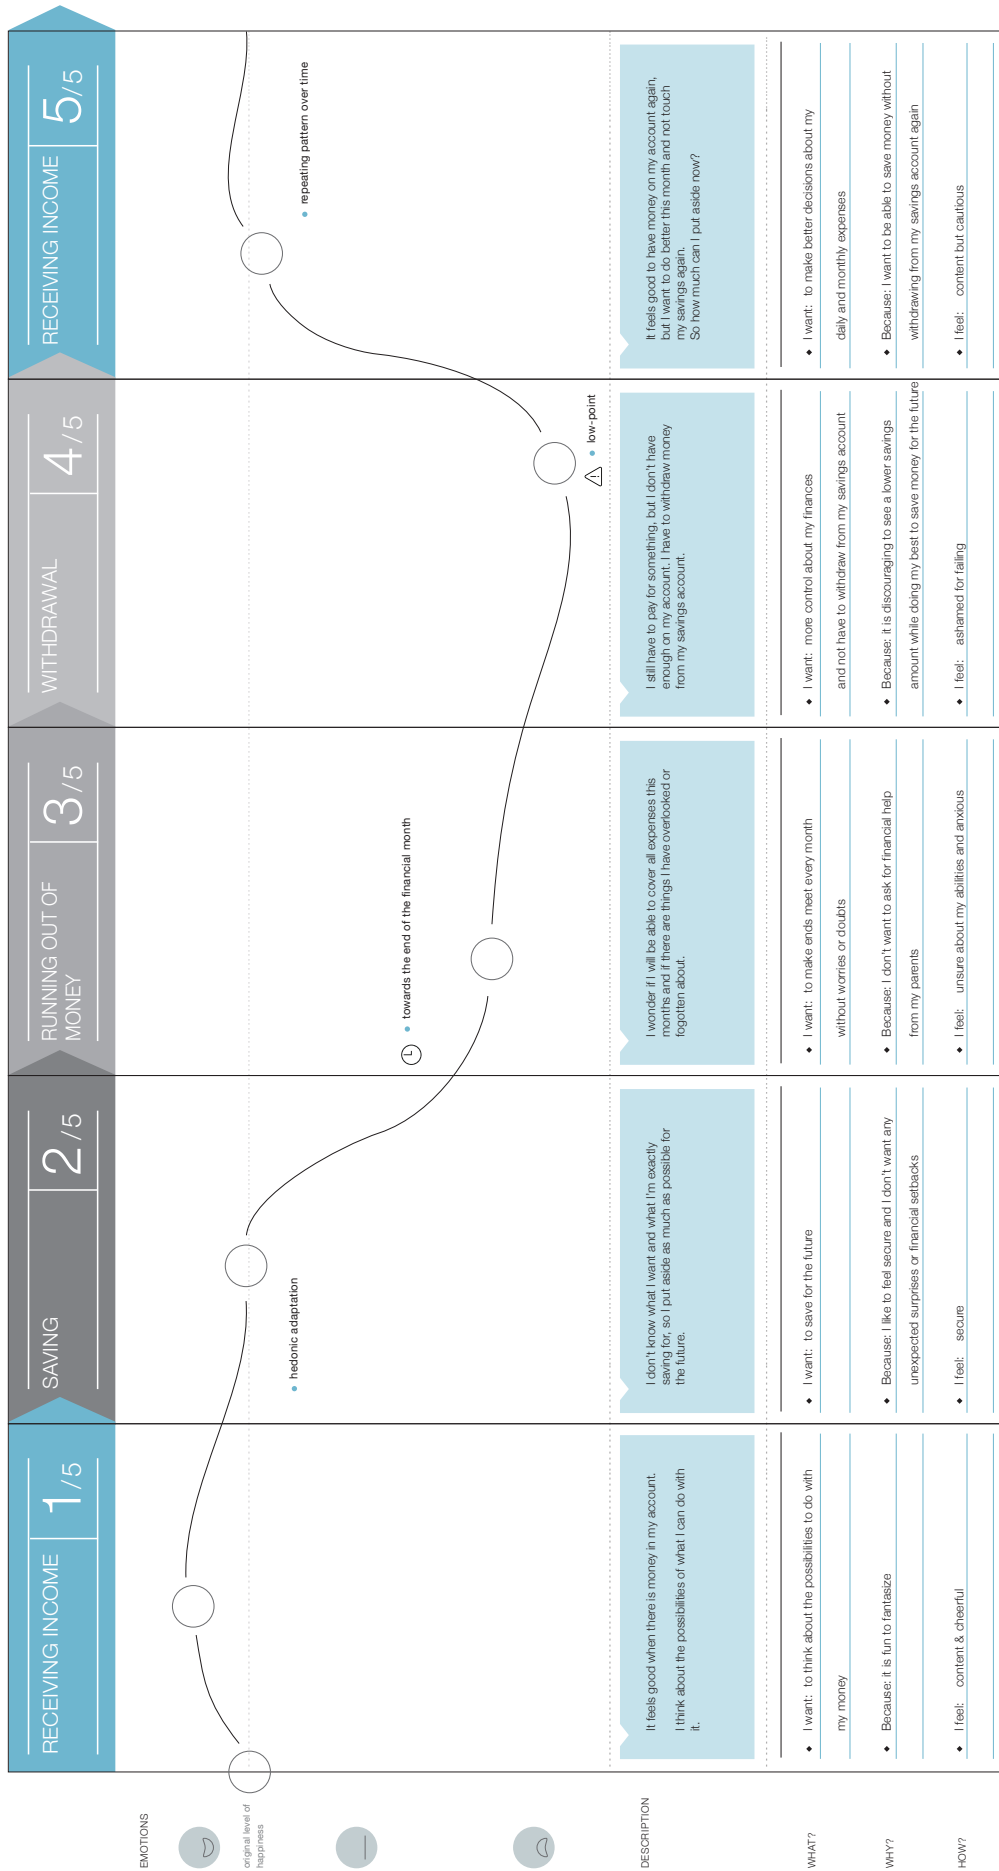 RECEIVING INCOME
1/5
SAVING
2/5
RUNNING OUT OF
MONEY
3/5
WITHDRAWAL
4/5
RECEIVING INCOME
5/5
EMOTIONS
original level of
happiness
hedonic adaptation
L
towards the end of the financial month
!
low-point
repeating pattern over time
DESCRIPTION
It feels good when there is money in my account.
I think about the possibilities of what I can do with
it.
I don't know what I want and what I'm exactly
saving for, so I put aside as much as possible for
the future.
I wonder if I will be able to cover all expenses this
months and if there are things I have overlooked or
fogotten about.
I still have to pay for something, but I don't have
enough on my account. I have to withdraw money
from my savings account.
It feels good to have money on my account again,
but I want to do better this month and not touch
my savings again.
So how much can I put aside now?
WHAT?
◆ I want: to think about the possibilities to do with
my money
◆ I want: to save for the future
◆ I want: to make ends meet every month
without worries or doubts
◆ I want: more control about my finances
and not have to withdraw from my savings account
◆ I want: to make better decisions about my
daily and monthly expenses
WHY?
◆ Because: it is fun to fantasize
◆ Because: I like to feel secure and I don't want any
unexpected surprises or financial setbacks
◆ Because: I don't want to ask for financial help
from my parents
◆ Because: it is discouraging to see a lower savings
amount while doing my best to save money for the future
◆ Because: I want to be able to save money without
withdrawing from my savings account again
HOW?
◆ I feel: content & cheerful
◆ I feel: secure
◆ I feel: unsure about my abilities and anxious
◆ I feel: ashamed for failing
◆ I feel: content but cautious